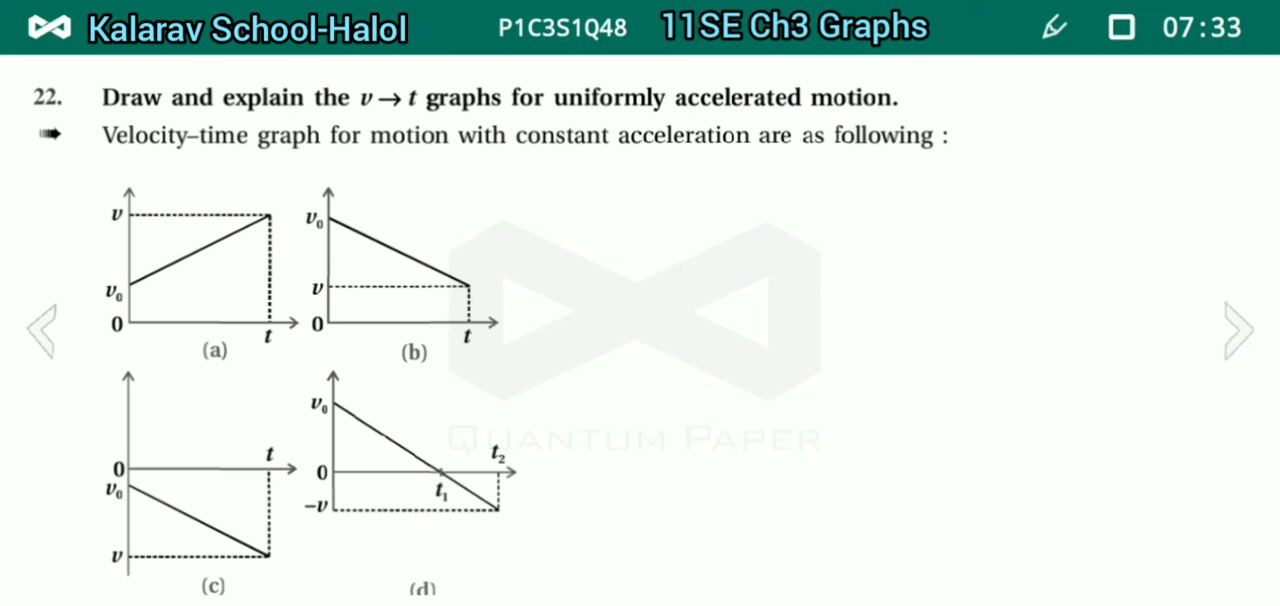 Kalarav School-Halol P1C3S1Q48 11SE Ch3 Graphs 07:33
22. Draw and explain the v → t graphs for uniformly accelerated motion.
➠ Velocity–time graph for motion with constant acceleration are as following :
v
v₀
0
t
(a)
v₀
v
0
t
(b)
t
0
v₀
v
(c)
v₀
t₂
0
t₁
–v
(d)
QUANTUM PAPER